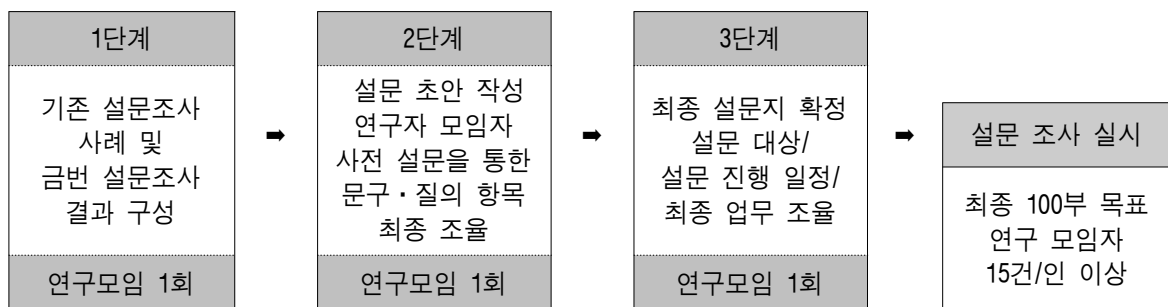 1단계
기존 설문조사
사례 및
금번 설문조사
결과 구성
연구모임 1회
➡
2단계
설문 초안 작성
연구자 모임자
사전 설문을 통한
문구・질의 항목
최종 조율
연구모임 1회
➡
3단계
최종 설문지 확정
설문 대상/
설문 진행 일정/
최종 업무 조율
연구모임 1회
➡
설문 조사 실시
최종 100부 목표
연구 모임자
15건/인 이상